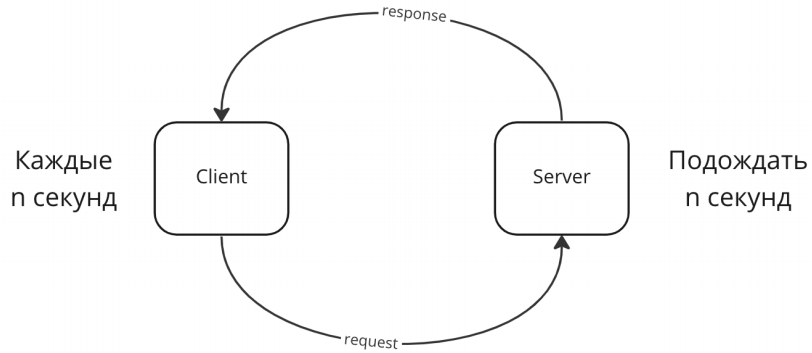 response
Каждые
n секунд
Client
Server
Подождать
n секунд
request